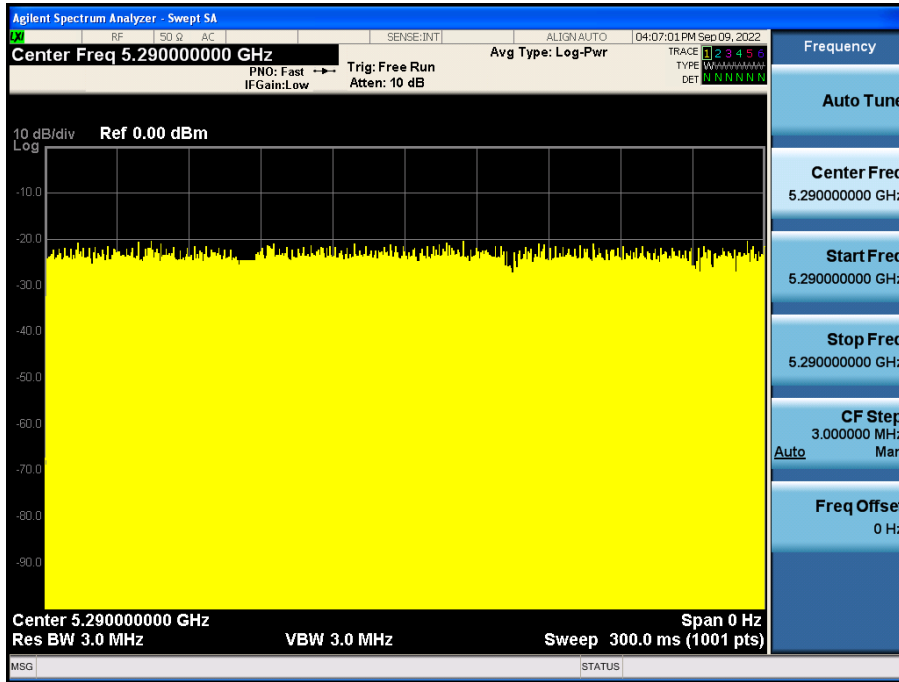 Agilent Spectrum Analyzer - Swept SA
LXI RF 50 Ω AC SENSE:INT ALIGN AUTO 04:07:01 PM Sep 09, 2022
Center Freq 5.290000000 GHz Avg Type: Log-Pwr TRACE 1 2 3 4 5 6
PNO: Fast Trig: Free Run TYPE
IFGain:Low Atten: 10 dB DET N N N N N N
10 dB/div Ref 0.00 dBm
Log
-10.0
-20.0
-30.0
-40.0
-50.0
-60.0
-70.0
-80.0
-90.0
Center 5.290000000 GHz Span 0 Hz
Res BW 3.0 MHz VBW 3.0 MHz Sweep 300.0 ms (1001 pts)
MSG STATUS
Frequency
Auto Tune
Center Freq
5.290000000 GHz
Start Freq
5.290000000 GHz
Stop Freq
5.290000000 GHz
CF Step
3.000000 MHz
Auto Man
Freq Offset
0 Hz